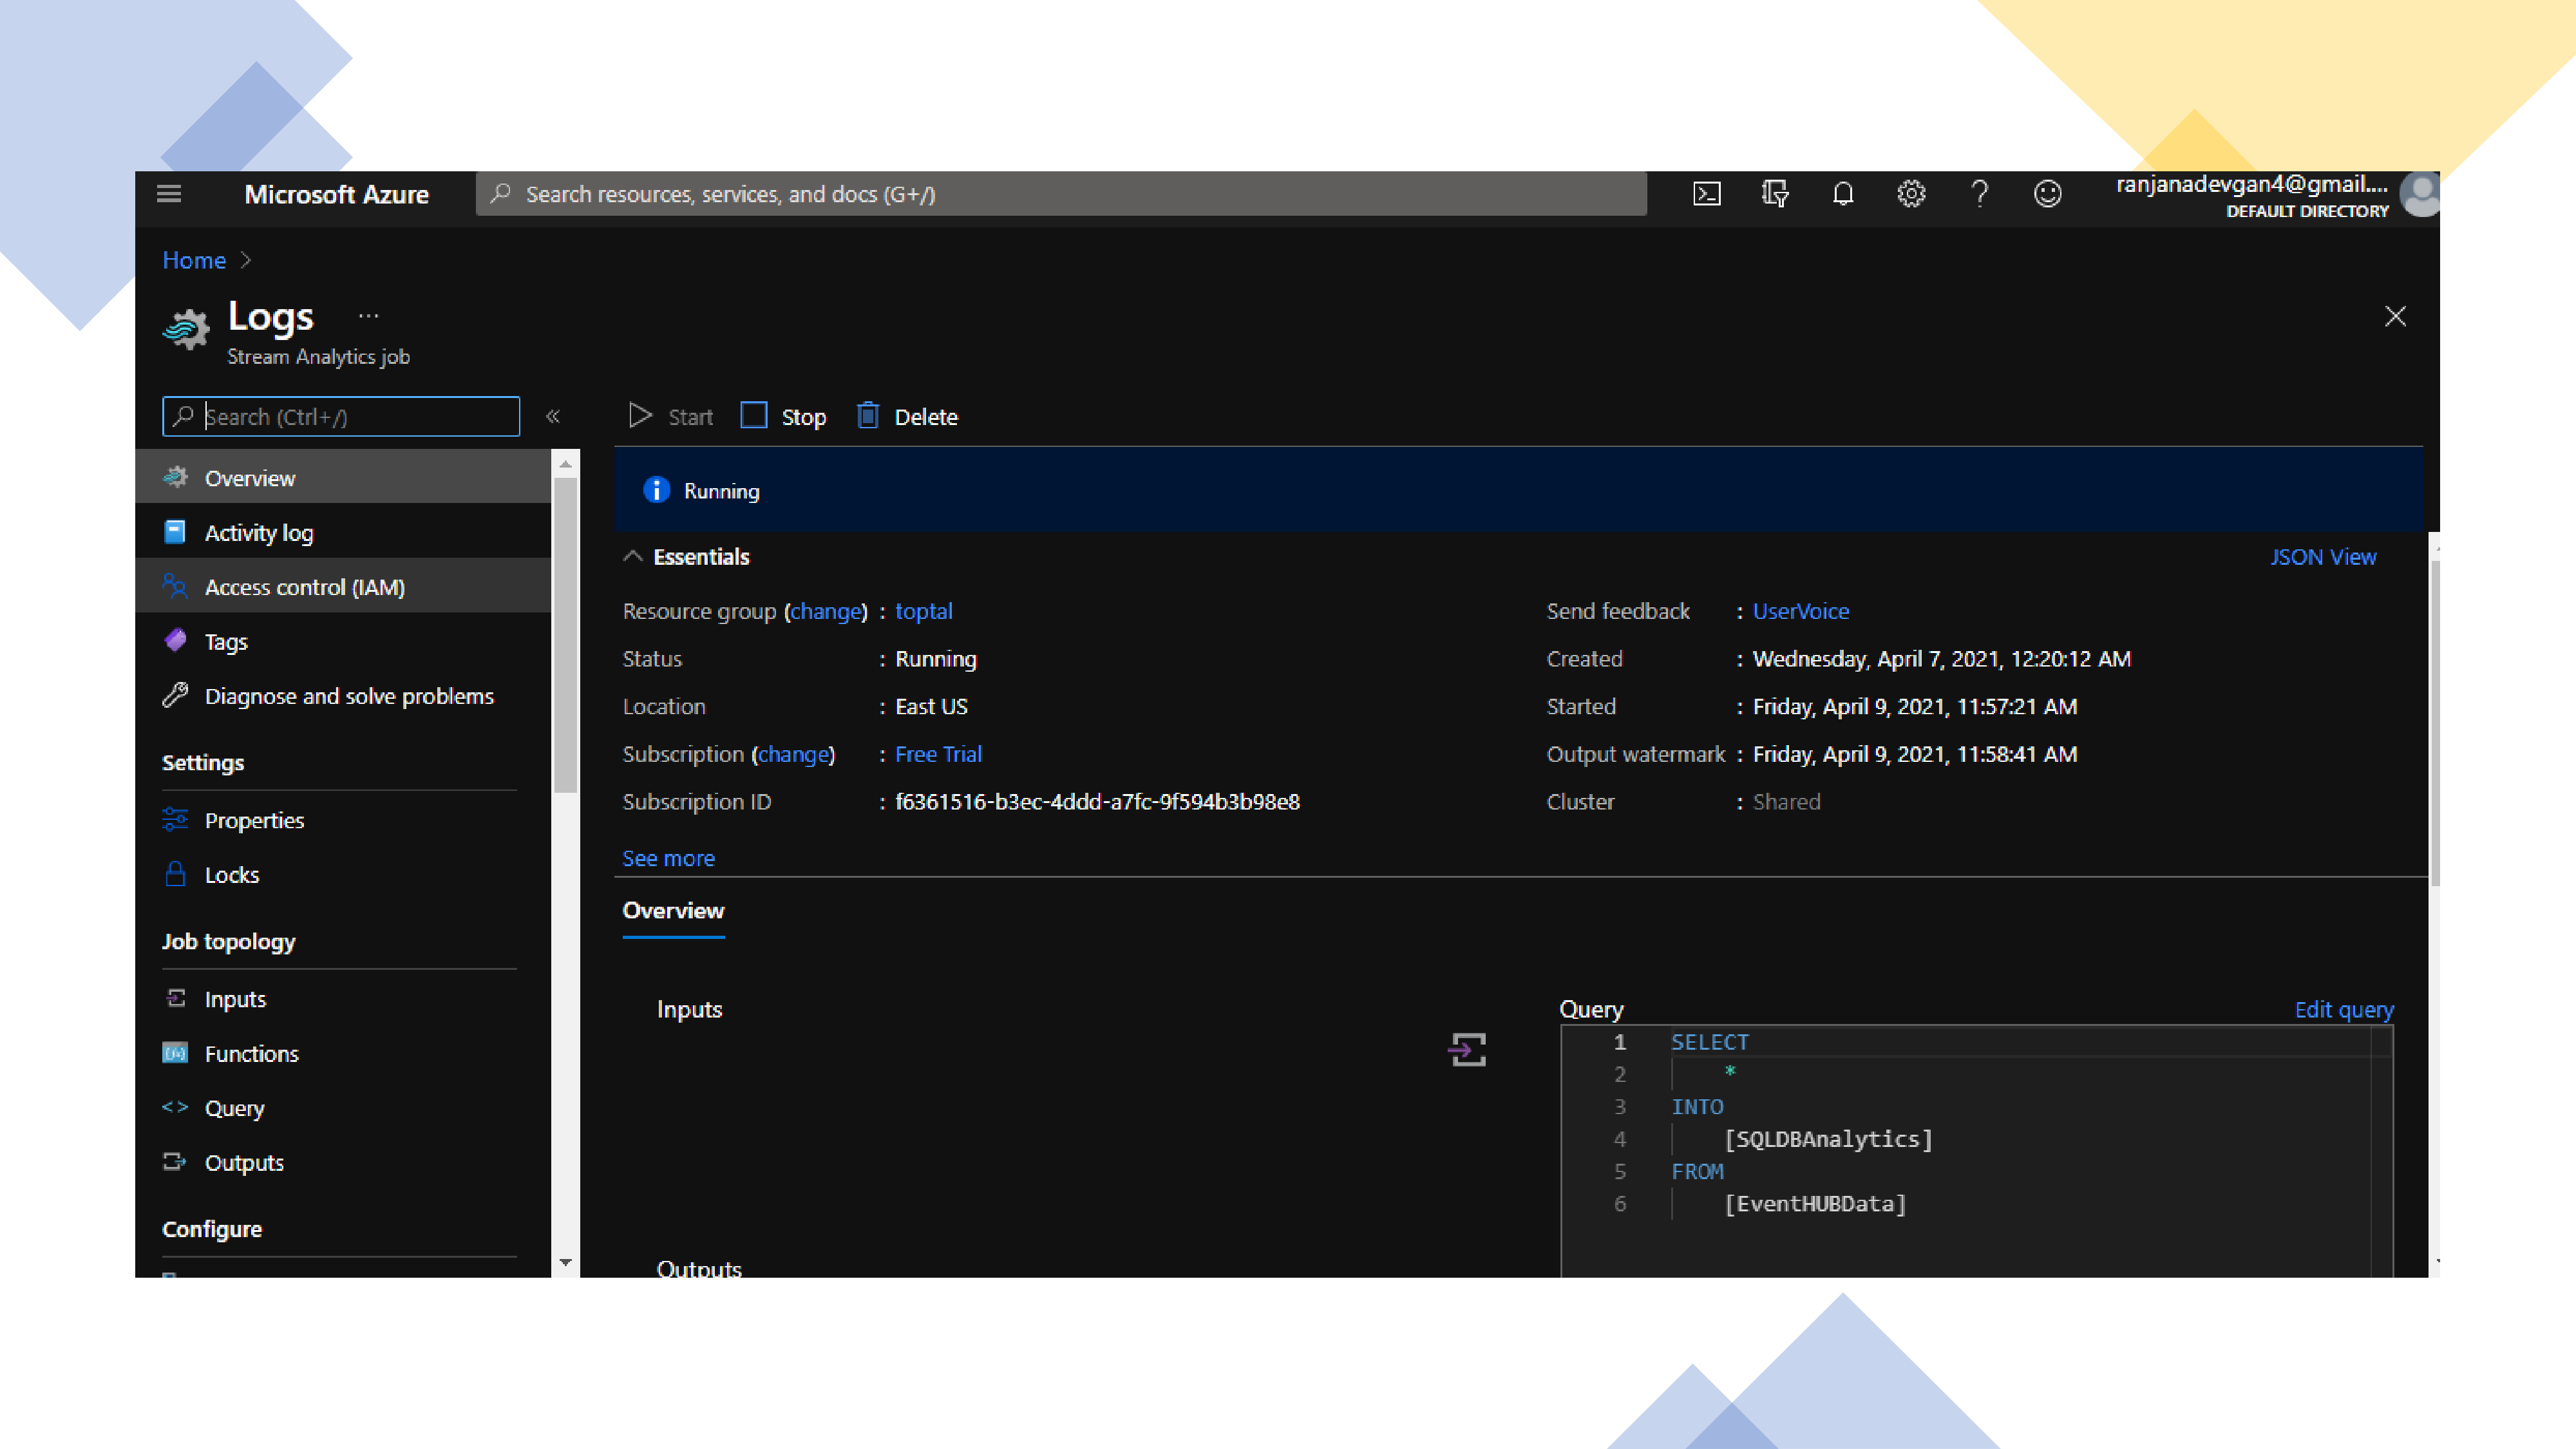 Microsoft Azure
Search resources, services, and docs (G+/)
ranjanadevgan4@gmail....
DEFAULT DIRECTORY
Home
Logs ...
Stream Analytics job
Search (Ctrl+/)
«
Start
Stop
Delete
Overview
Activity log
Access control (IAM)
Tags
Diagnose and solve problems
Settings
Properties
Locks
Job topology
Inputs
Functions
Query
Outputs
Configure
Running
Essentials
JSON View
Resource group (change) : toptal
Status : Running
Location : East US
Subscription (change) : Free Trial
Subscription ID : f6361516-b3ec-4ddd-a7fc-9f594b3b98e8
Send feedback : UserVoice
Created : Wednesday, April 7, 2021, 12:20:12 AM
Started : Friday, April 9, 2021, 11:57:21 AM
Output watermark : Friday, April 9, 2021, 11:58:41 AM
Cluster : Shared
See more
Overview
Inputs
Outputs
Query
Edit query
1 SELECT
2 *
3 INTO
4 [SQLDBAnalytics]
5 FROM
6 [EventHUBData]